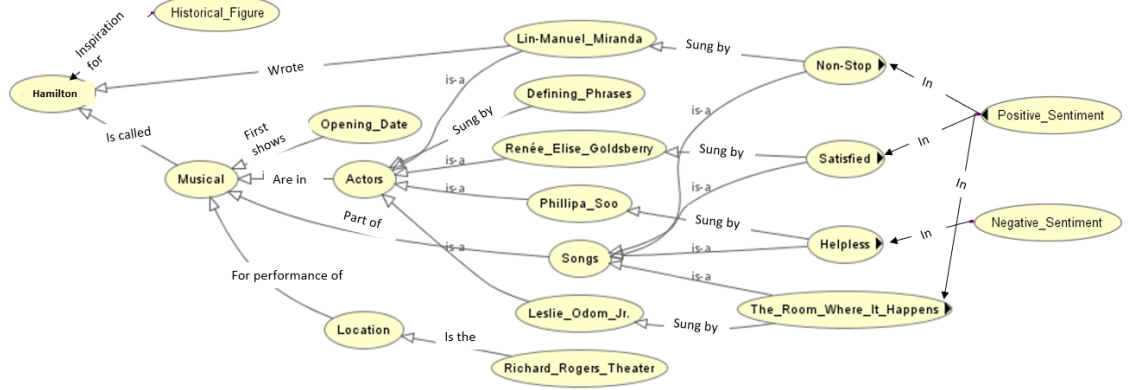 Historical_Figure
Inspiration
for
Hamilton
Wrote
Lin-Manuel_Miranda
Sung by
Non-Stop
In
is-a
Defining_Phrases
Sung by
is-a
Positive_Sentiment
Is called
First
shows
Opening_Date
Renée_Elise_Goldsberry
Sung by
Satisfied
In
is-a
is-a
Musical
Are in
Actors
is-a
Phillipa_Soo
Sung by
In
Negative_Sentiment
Part of
is-a
Songs
is-a
Helpless
In
For performance of
is-a
Leslie_Odom_Jr.
Sung by
The_Room_Where_It_Happens
Location
Is the
Richard_Rogers_Theater